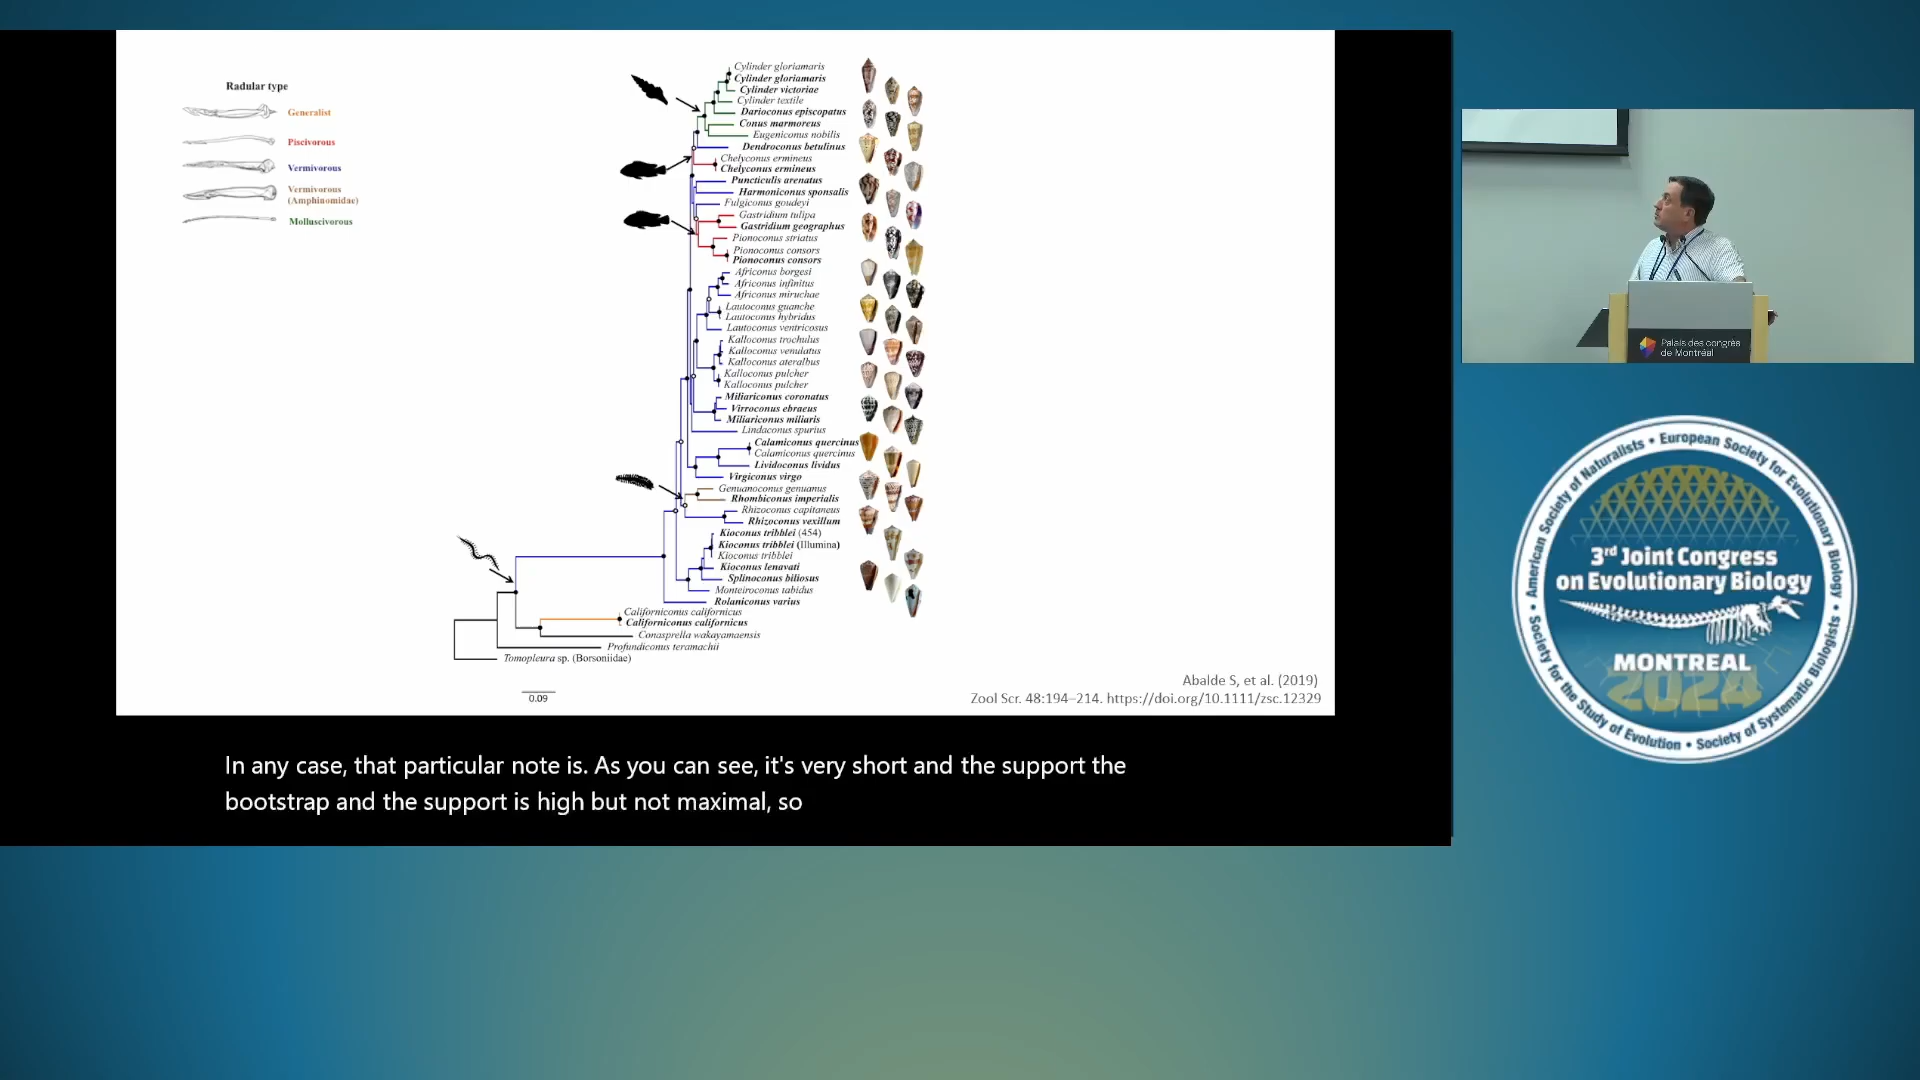 Radular type
Generalist
Piscivorous
Vermivorous
Vermivorous
(Amphinomidae)
Molluscivorous
Cylinder gloriamaris
Cylinder gloriamaris
Cylinder victoriae
Cylinder textile
Darioconus episcopatus
Conus marmoreus
Eugeniconus nobilis
Dendroconus betulinus
Chelyconus ermineus
Chelyconus ermineus
Puncticulis arenatus
Harmoniconus sponsalis
Fulgiconus goudeyi
Gastridium tulipa
Gastridium geographus
Pionoconus striatus
Pionoconus consors
Pionoconus consors
Africonus borgesi
Africonus infinitus
Africonus miruchae
Lautoconus guanche
Lautoconus hybridus
Lautoconus ventricosus
Kalloconus trochulus
Kalloconus venulatus
Kalloconus ateralbus
Kalloconus pulcher
Kalloconus pulcher
Miliariconus coronatus
Virroconus ebraeus
Miliariconus miliaris
Lindaconus spurius
Calamiconus quercinus
Calamiconus quercinus
Lividoconus lividus
Virgiconus virgo
Genuanoconus genuanus
Rhombiconus imperialis
Rhizoconus capitaneus
Rhizoconus vexillum
Kioconus tribblei (454)
Kioconus tribblei (Illumina)
Kioconus tribblei
Kioconus lenavati
Splinoconus biliosus
Monteiroconus tabidus
Rolaniconus varius
Californiconus californicus
Californiconus californicus
Conasprella wakayamaensis
Profundiconus teramachii
Tomopleura sp. (Borsoniidae)
0.09
Abalde S, et al. (2019)
Zool Scr. 48:194–214. https://doi.org/10.1111/zsc.12329
In any case, that particular note is. As you can see, it's very short and the support the
bootstrap and the support is high but not maximal, so
Palais des congrès
de Montréal
American Society of Naturalists • European Society for Evolutionary Biology •
Society of Systematic Biologists • Society for the Study of Evolution •
3rd Joint Congress
on Evolutionary Biology
MONTREAL
2024